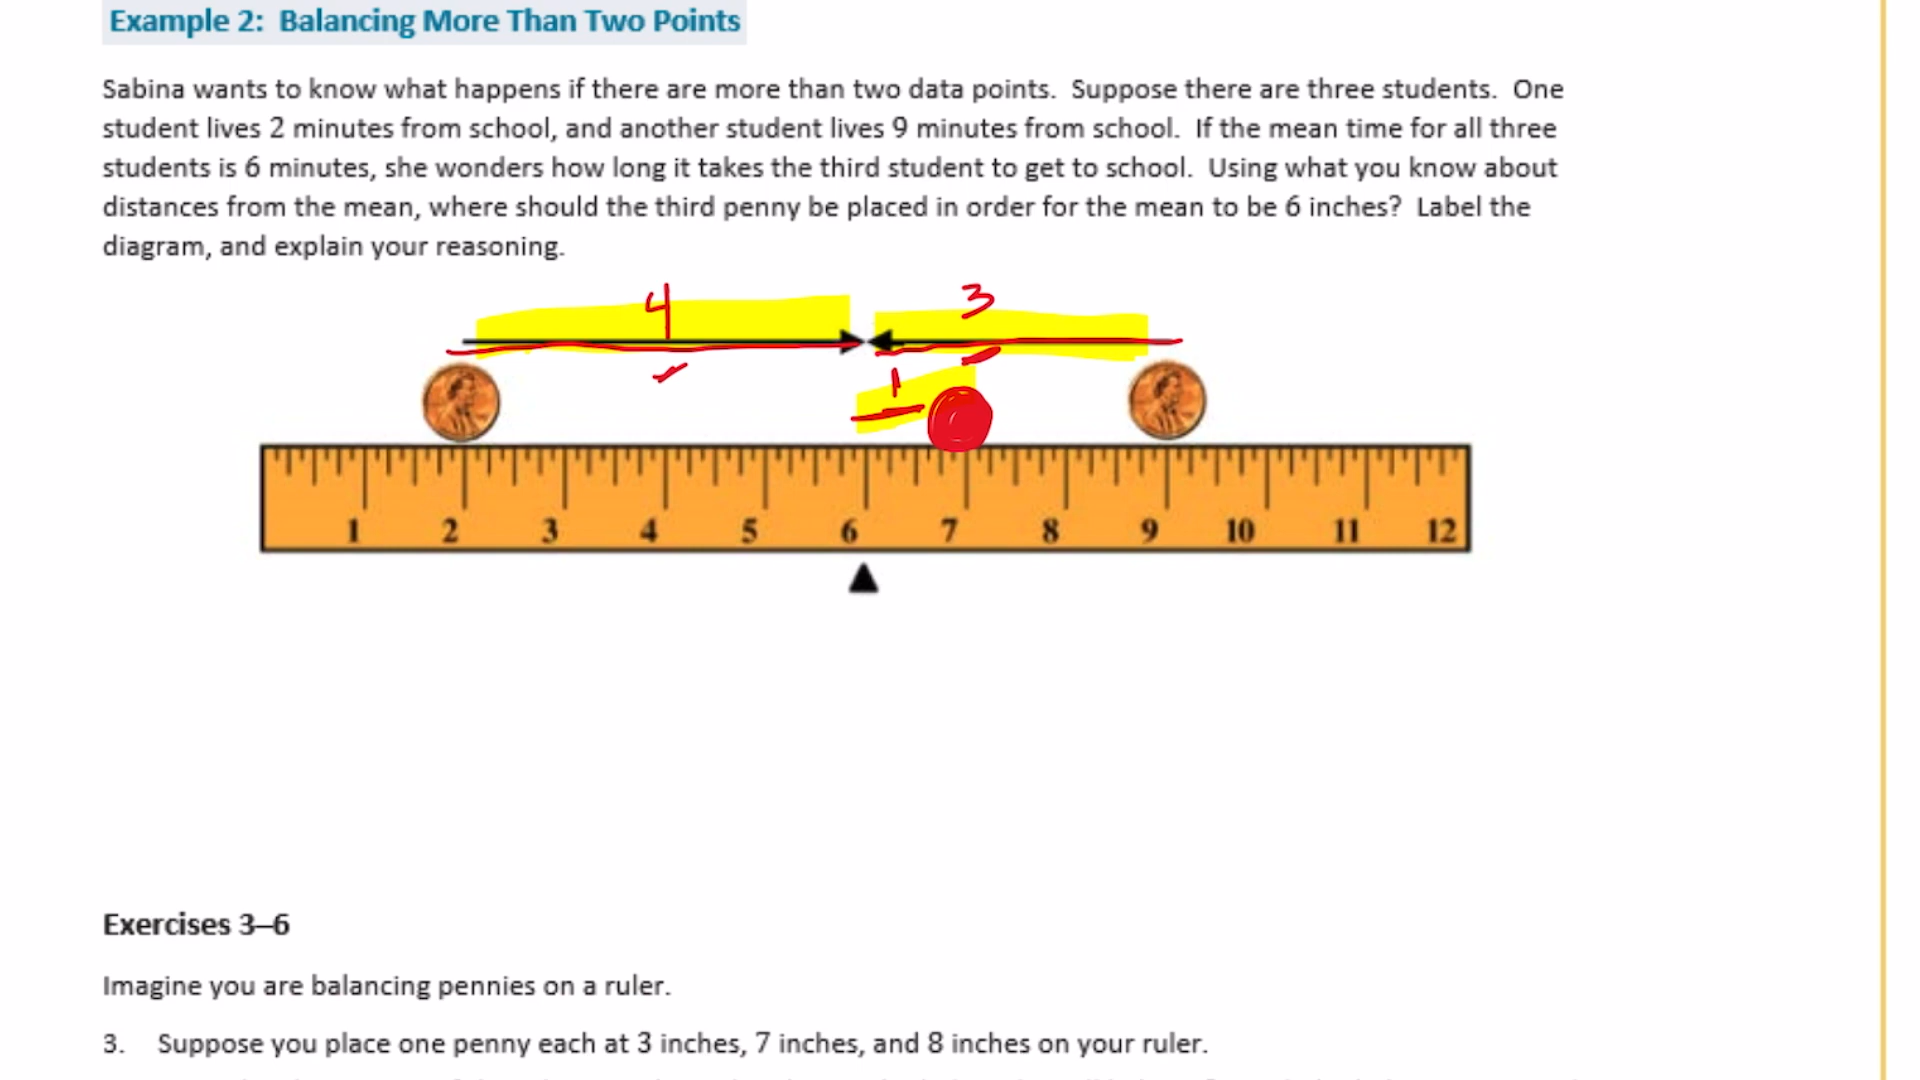 Example 2:  Balancing More Than Two Points
Sabina wants to know what happens if there are more than two data points.  Suppose there are three students.  One
student lives 2 minutes from school, and another student lives 9 minutes from school.  If the mean time for all three
students is 6 minutes, she wonders how long it takes the third student to get to school.  Using what you know about
distances from the mean, where should the third penny be placed in order for the mean to be 6 inches?  Label the
diagram, and explain your reasoning.
4 3
1
1 2 3 4 5 6 7 8 9 10 11 12
Exercises 3–6
Imagine you are balancing pennies on a ruler.
3. Suppose you place one penny each at 3 inches, 7 inches, and 8 inches on your ruler.